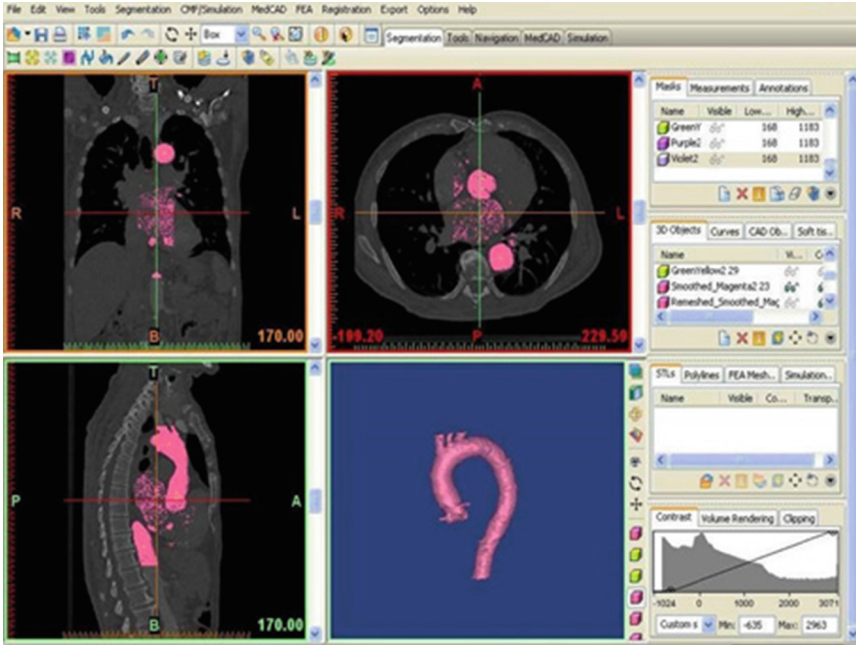 File Edit View Tools Segmentation CMF/Simulation MedCAD FEA Registration Export Options Help
Box Segmentation Tools Navigation MedCAD Simulation
T
R
L
B
170.00
A
R
L
P
-199.20
229.59
T
P
A
B
170.00
Masks Measurements Annotations
Name Visible Low... High...
GreenY 168 1183
Purple2 168 1183
Violet2 168 1183
3D Objects Curves CAD Ob... Soft tis...
Name Vi...
GreenYellow2 29
Smoothed_Magenta2 23
Remeshed_Smoothed_Mag
STLs Polylines FEA Mesh... Simulation...
Name Visible Co... Transp...
Contrast Volume Rendering Clipping
-1024 0 1000 2000 3071
Custom s Min: -635 Max: 2963